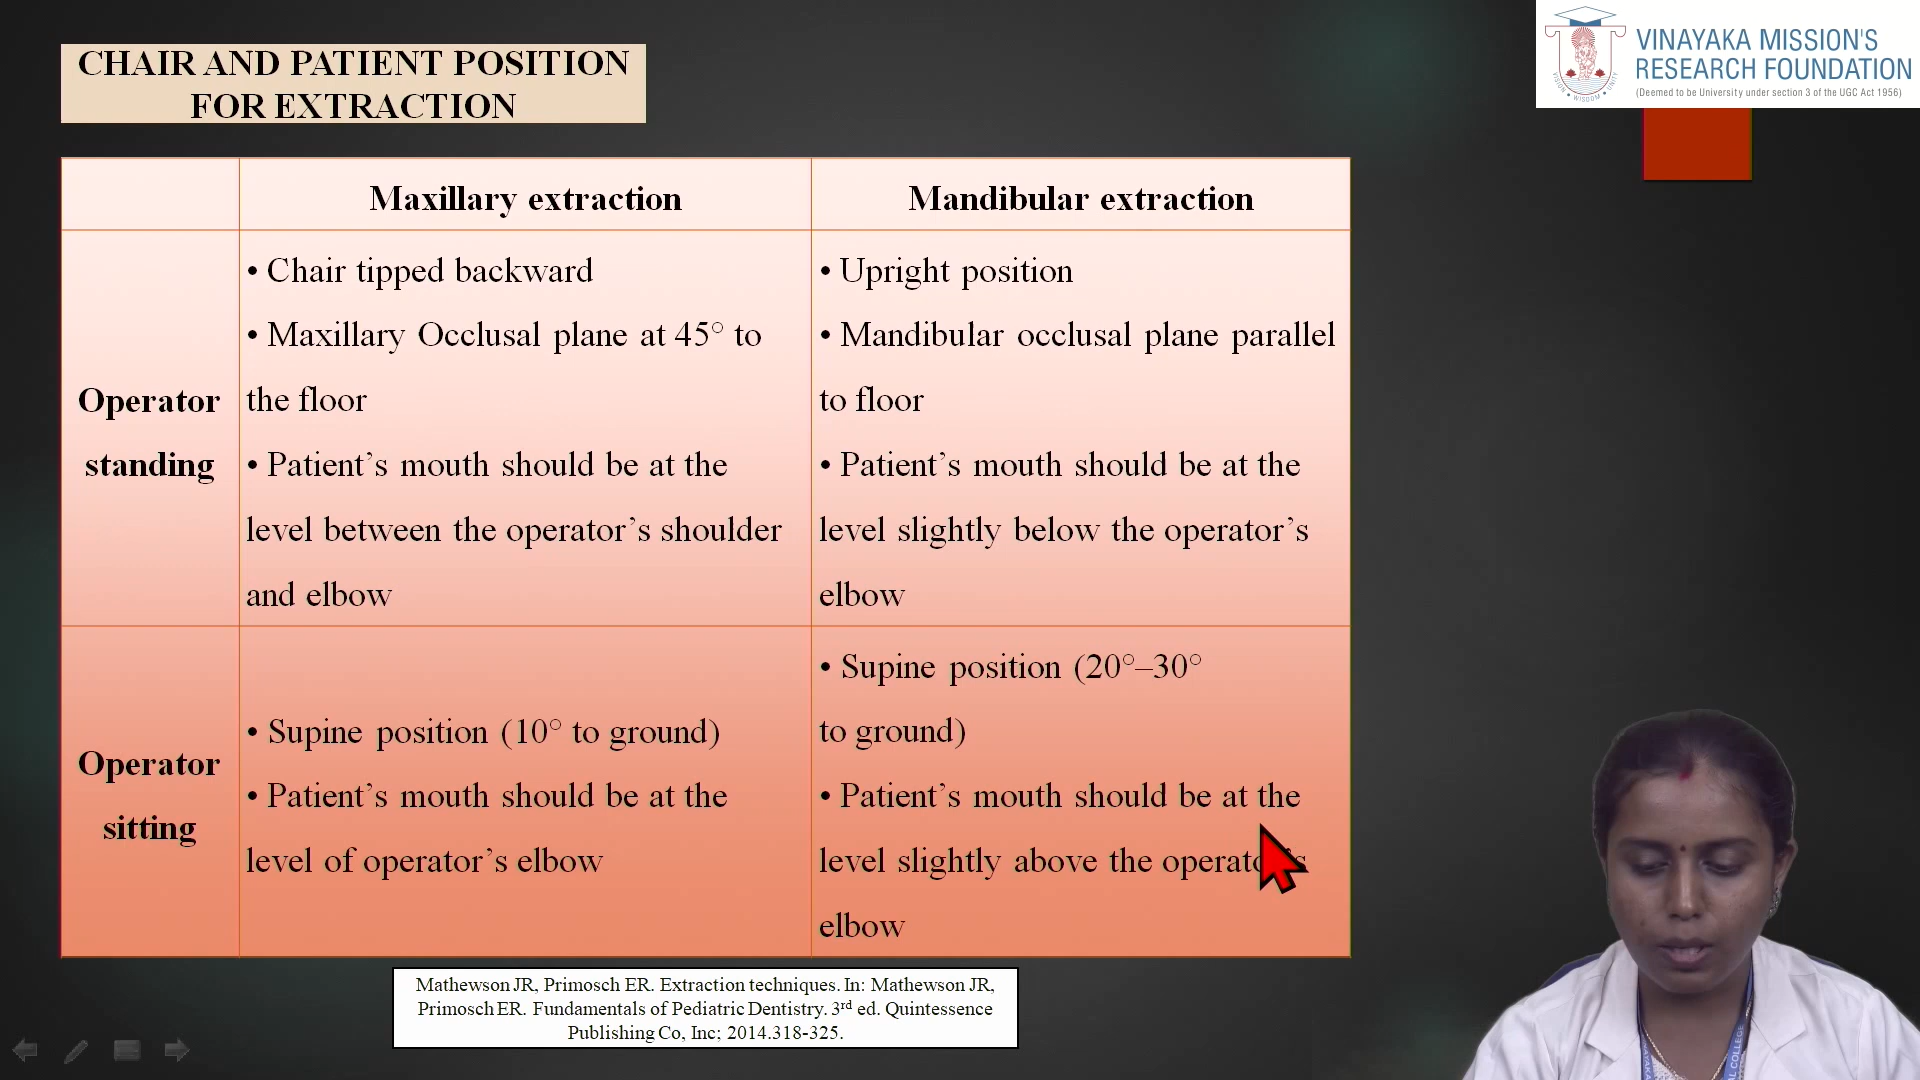 CHAIR AND PATIENT POSITION
FOR EXTRACTION
VINAYAKA MISSION'S
RESEARCH FOUNDATION
(Deemed to be University under section 3 of the UGC Act 1956)
VISION • WISDOM • UNITY
Maxillary extraction
Mandibular extraction
Operator
standing
• Chair tipped backward
• Maxillary Occlusal plane at 45° to
the floor
• Patient’s mouth should be at the
level between the operator’s shoulder
and elbow
• Upright position
• Mandibular occlusal plane parallel
to floor
• Patient’s mouth should be at the
level slightly below the operator’s
elbow
Operator
sitting
• Supine position (10° to ground)
• Patient’s mouth should be at the
level of operator’s elbow
• Supine position (20°–30°
to ground)
• Patient’s mouth should be at the
level slightly above the operator’s
elbow
Mathewson JR, Primosch ER. Extraction techniques. In: Mathewson JR,
Primosch ER. Fundamentals of Pediatric Dentistry. 3rd ed. Quintessence
Publishing Co, Inc; 2014.318-325.